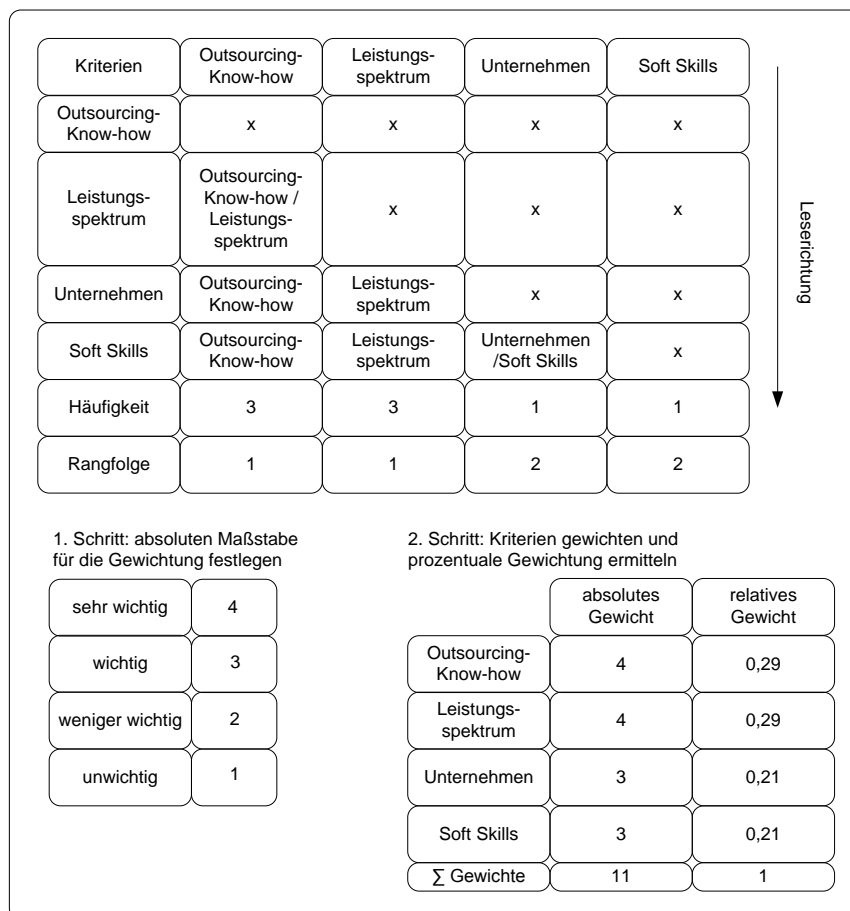 Kriterien
Outsourcing-
Know-how
Leistungs-
spektrum
Unternehmen
Soft Skills
Outsourcing-
Know-how
x
x
x
x
Leistungs-
spektrum
Outsourcing-
Know-how /
Leistungs-
spektrum
x
x
x
Unternehmen
Outsourcing-
Know-how
Leistungs-
spektrum
x
x
Soft Skills
Outsourcing-
Know-how
Leistungs-
spektrum
Unternehmen
/Soft Skills
x
Häufigkeit
3
3
1
1
Rangfolge
1
1
2
2
Leserichtung
1. Schritt: absoluten Maßstabe
für die Gewichtung festlegen
sehr wichtig
4
wichtig
3
weniger wichtig
2
unwichtig
1
2. Schritt: Kriterien gewichten und
prozentuale Gewichtung ermitteln
absolutes
Gewicht
relatives
Gewicht
Outsourcing-
Know-how
4
0,29
Leistungs-
spektrum
4
0,29
Unternehmen
3
0,21
Soft Skills
3
0,21
∑ Gewichte
11
1